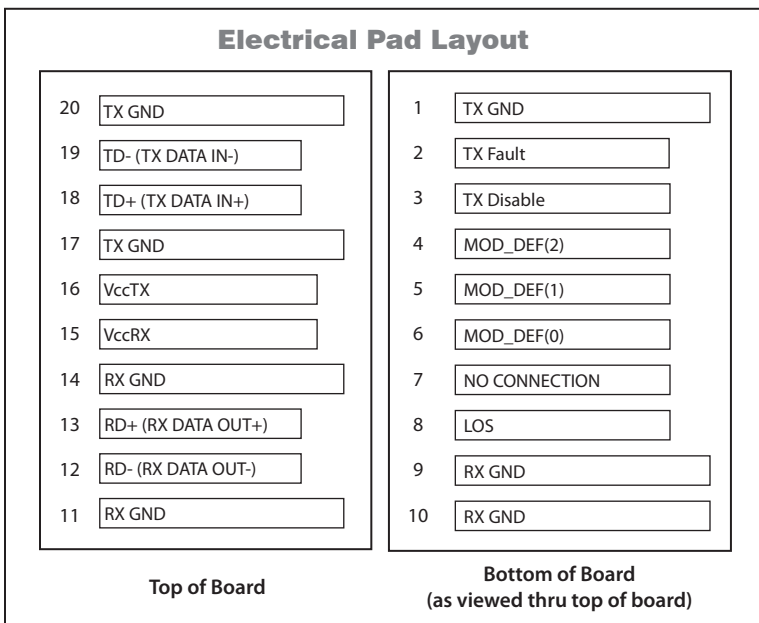 Electrical Pad Layout
20 TX GND
19 TD- (TX DATA IN-)
18 TD+ (TX DATA IN+)
17 TX GND
16 VccTX
15 VccRX
14 RX GND
13 RD+ (RX DATA OUT+)
12 RD- (RX DATA OUT-)
11 RX GND
Top of Board
1 TX GND
2 TX Fault
3 TX Disable
4 MOD_DEF(2)
5 MOD_DEF(1)
6 MOD_DEF(0)
7 NO CONNECTION
8 LOS
9 RX GND
10 RX GND
Bottom of Board
(as viewed thru top of board)